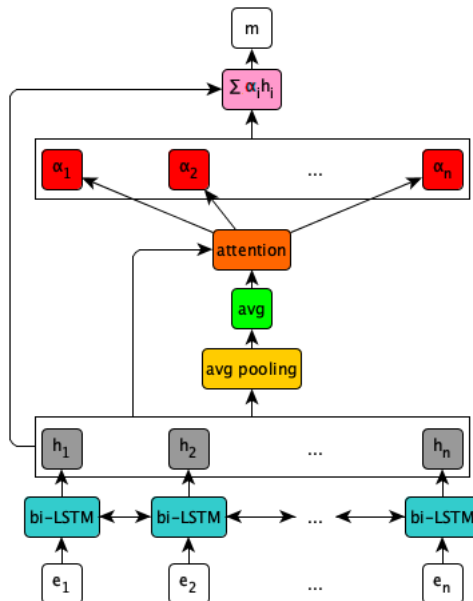 m
∑ αᵢhᵢ
α₁ α₂ ... αₙ
attention
avg
avg pooling
h₁ h₂ ... hₙ
bi-LSTM bi-LSTM ... bi-LSTM
e₁ e₂ ... eₙ